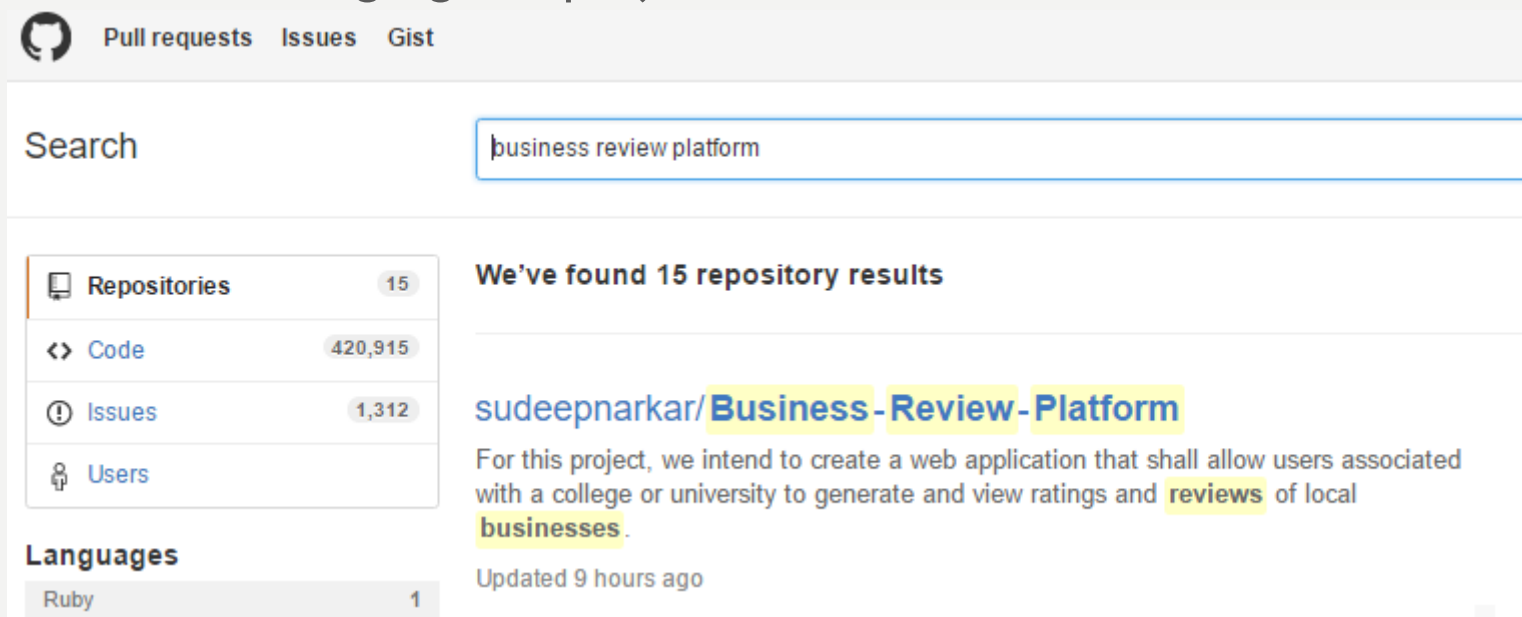 Pull requests Issues Gist
Search
business review platform
Repositories 15
Code 420,915
Issues 1,312
Users
Languages
Ruby 1
We've found 15 repository results
sudeepnarkar/Business-Review-Platform
For this project, we intend to create a web application that shall allow users associated
with a college or university to generate and view ratings and reviews of local
businesses.
Updated 9 hours ago